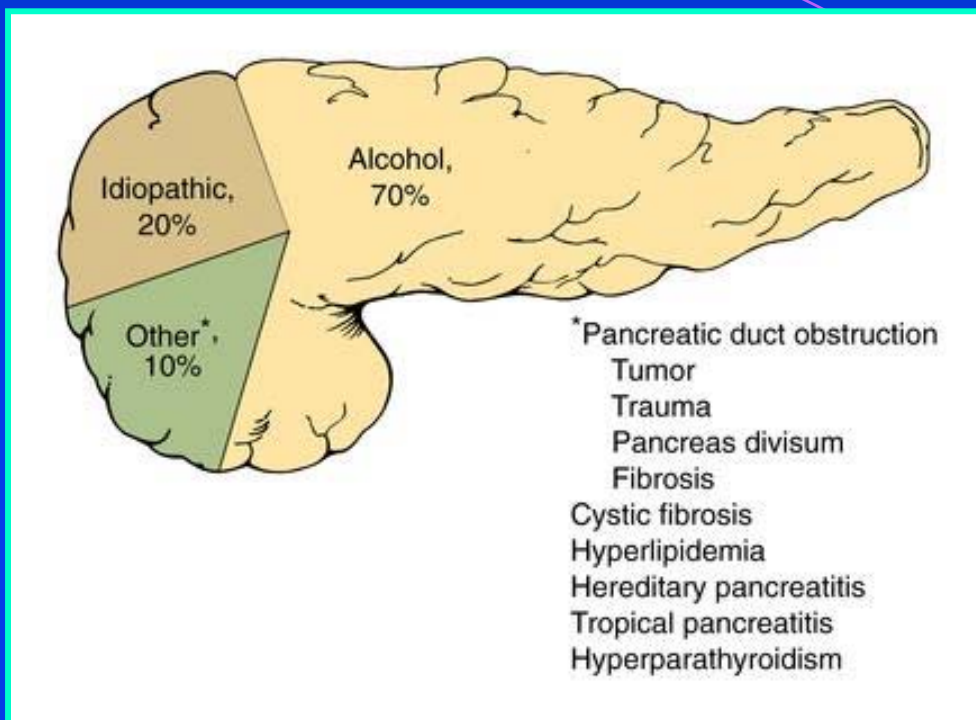 Idiopathic,
20%
Alcohol,
70%
Other*,
10%
*Pancreatic duct obstruction
Tumor
Trauma
Pancreas divisum
Fibrosis
Cystic fibrosis
Hyperlipidemia
Hereditary pancreatitis
Tropical pancreatitis
Hyperparathyroidism